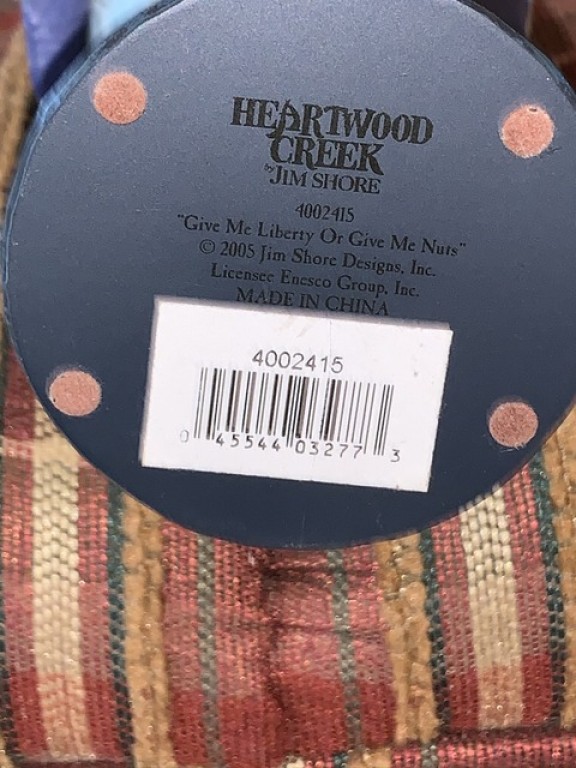 HEARTWOOD
CREEK
by JIM SHORE
4002415
"Give Me Liberty Or Give Me Nuts"
© 2005 Jim Shore Designs, Inc.
Licensee Enesco Group, Inc.
MADE IN CHINA
4002415
0 45544 03277 3